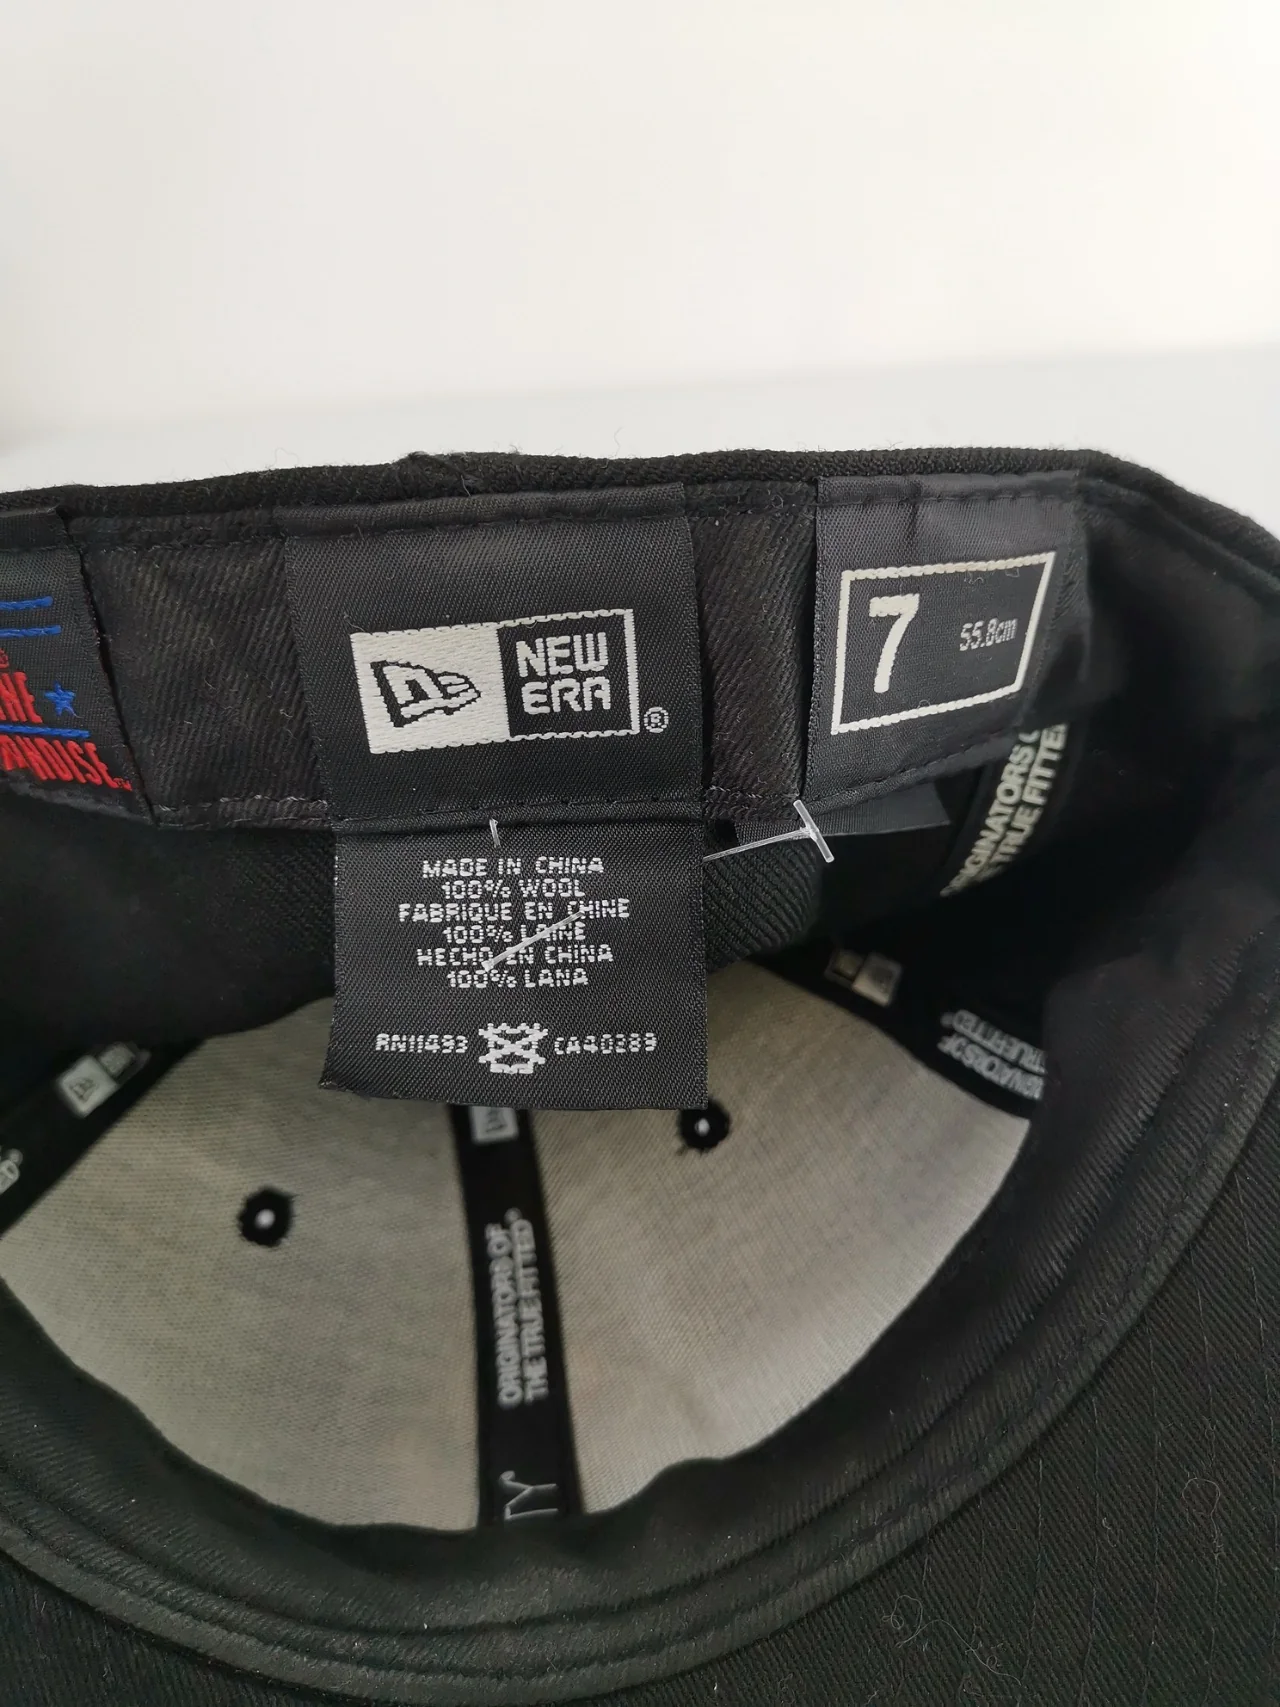 HE
NEW
ERA
®
7
55.8cm
MADE IN CHINA
100% WOOL
FABRIQUE EN CHINE
100% LAINE
HECHO EN CHINA
100% LANA
RN11493 CA40289
ORIGINATORS OF
THE TRUE FITTED®